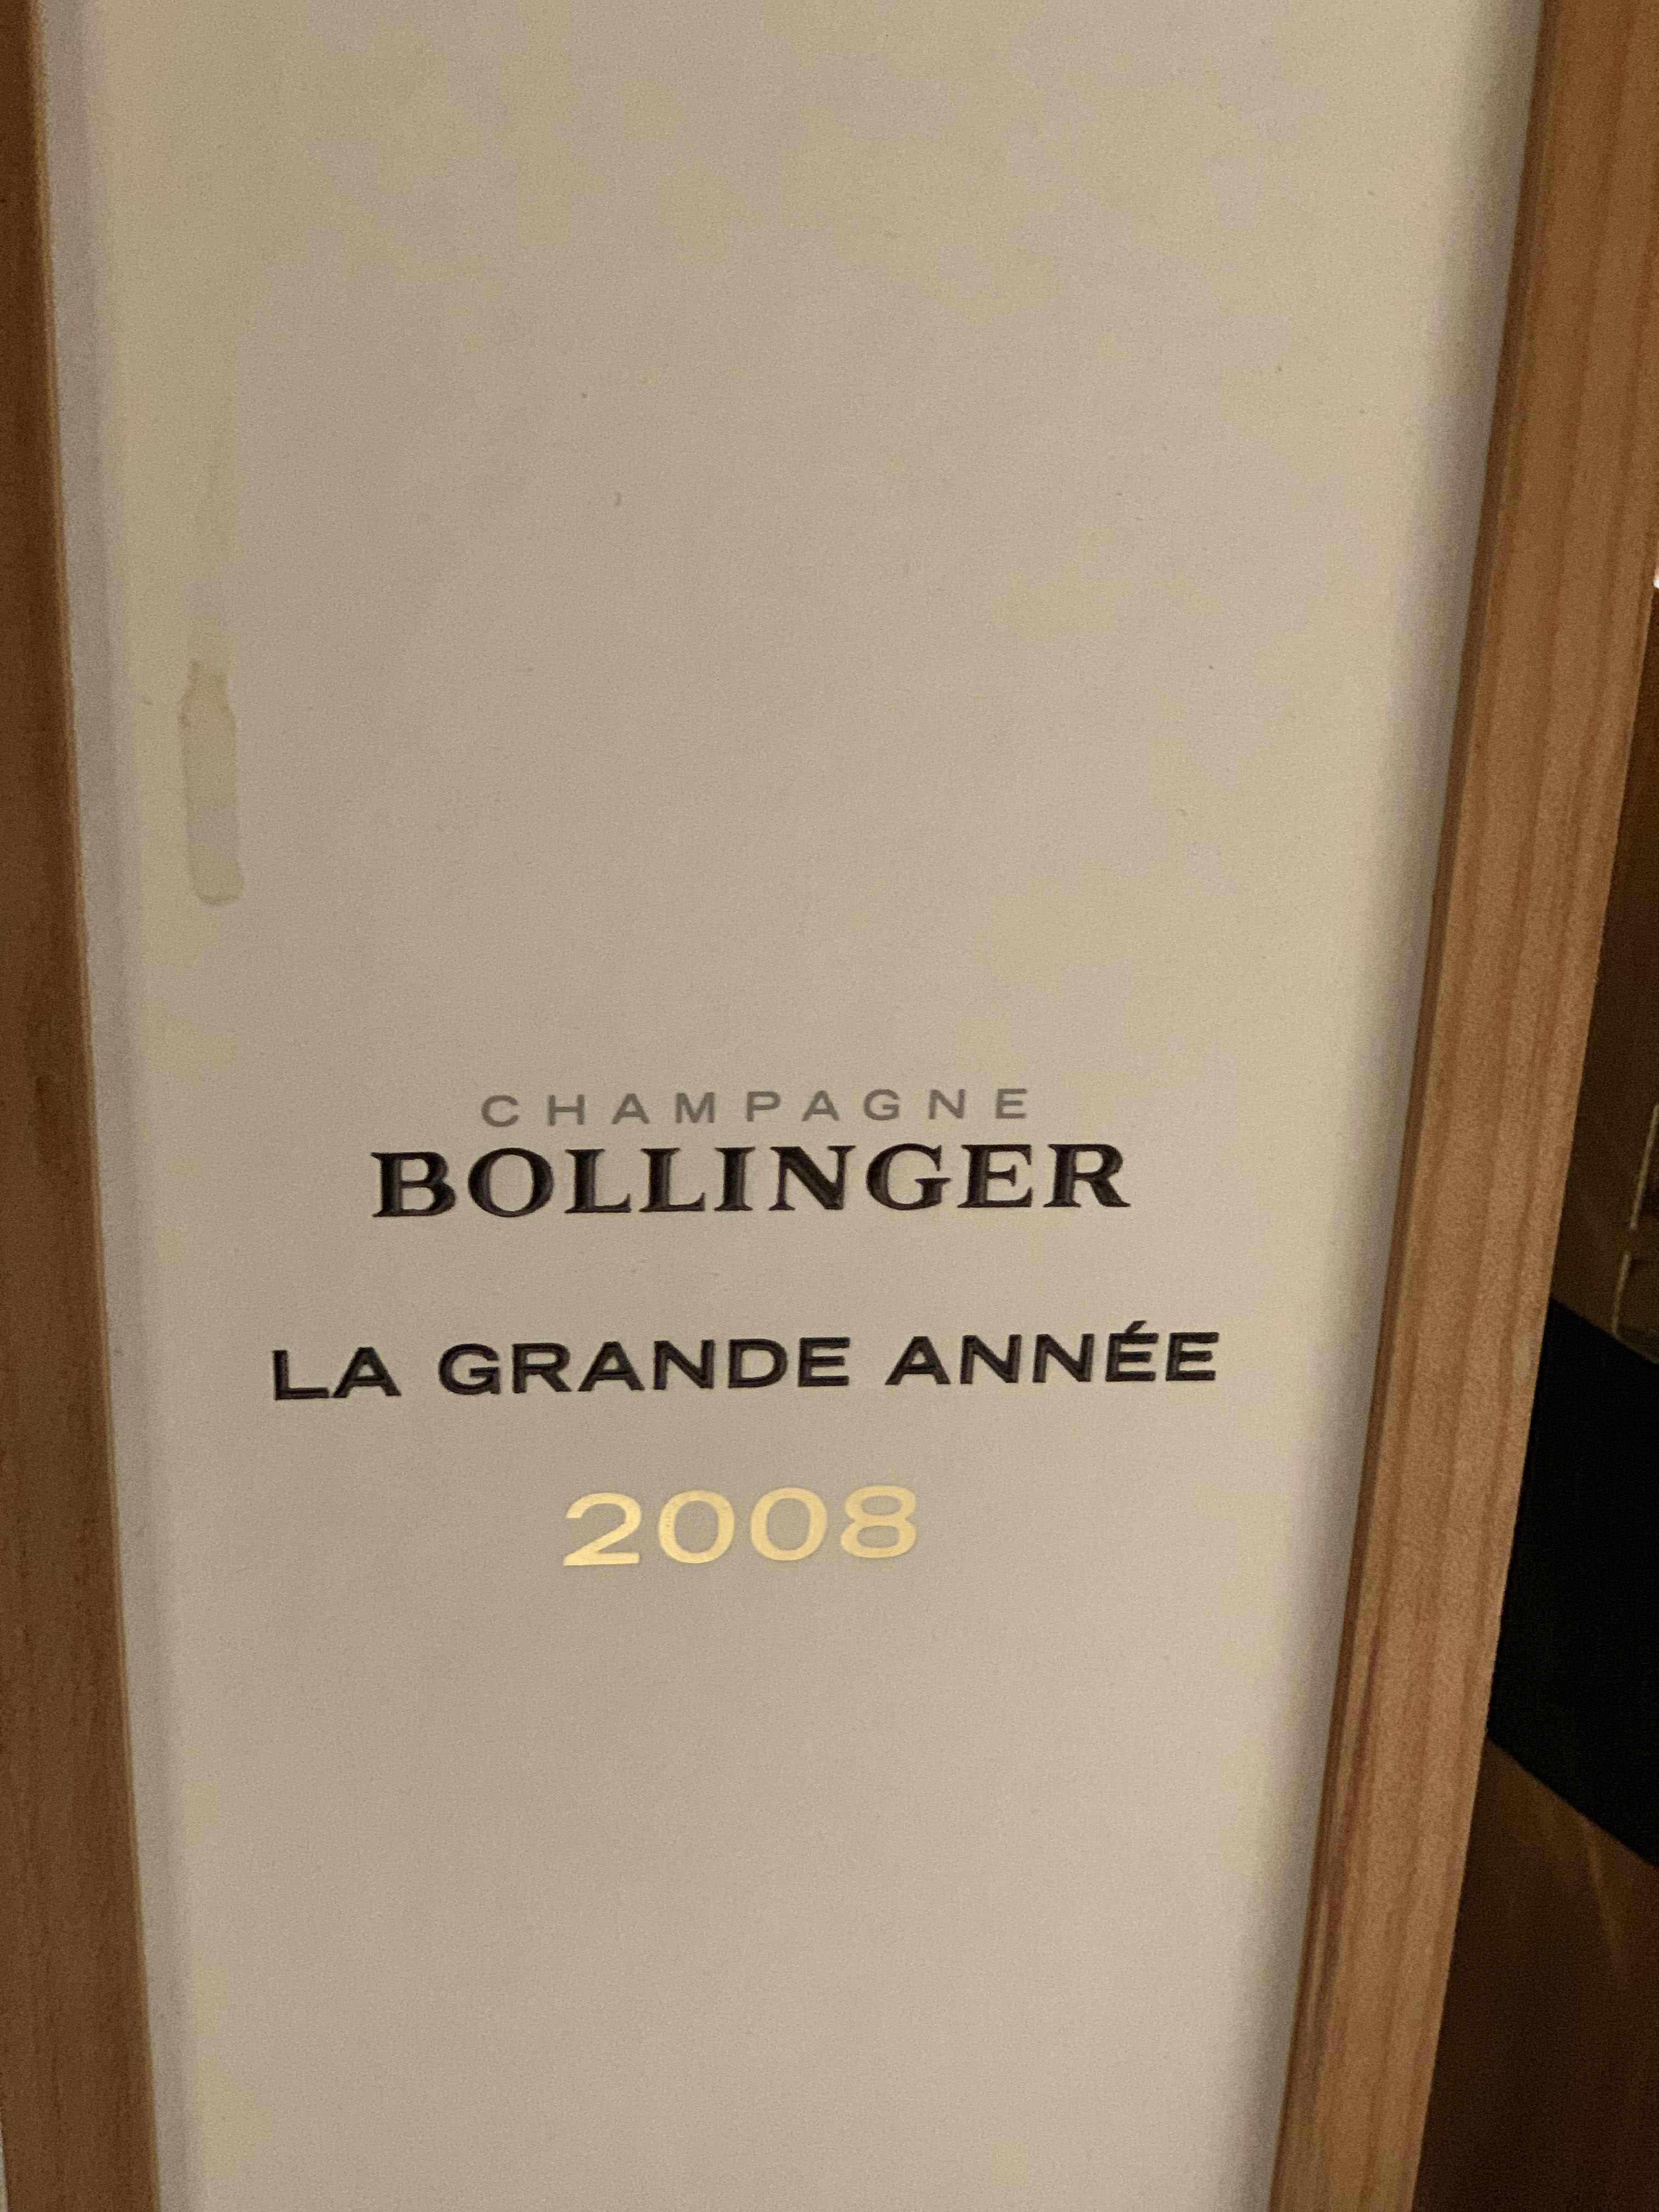 CHAMPAGNE
BOLLINGER
LA GRANDE ANNÉE
2008